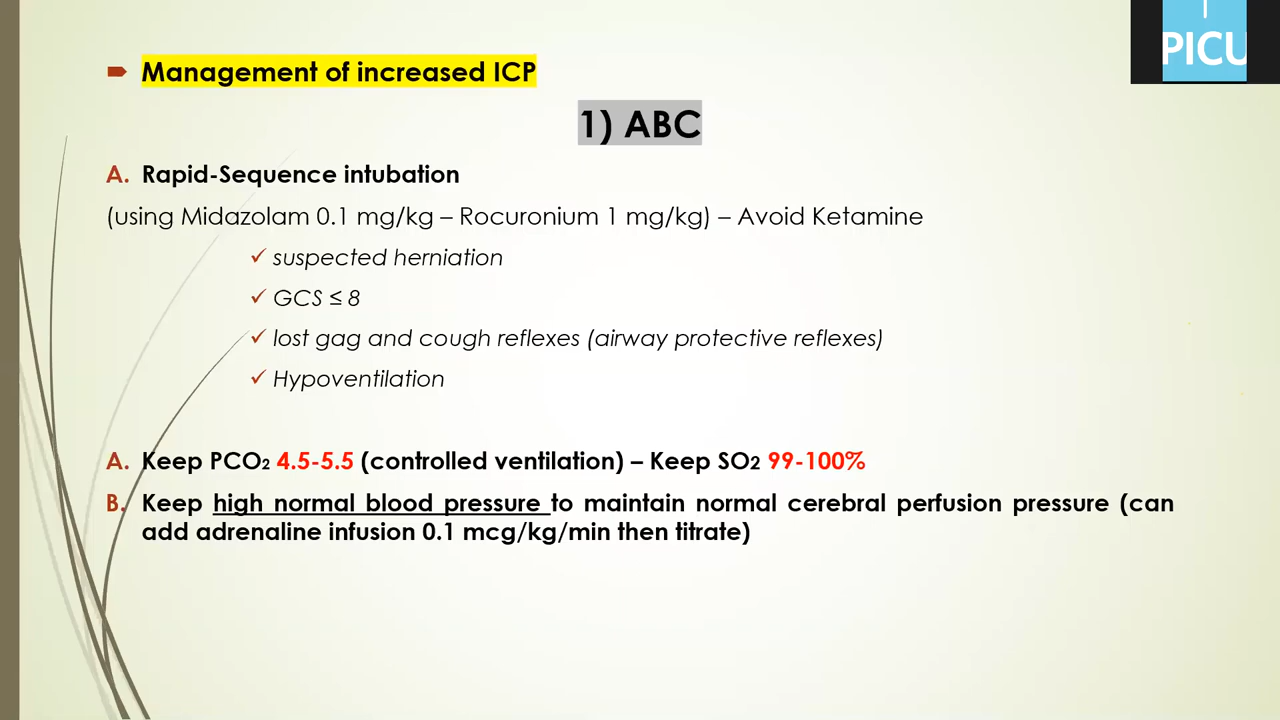 PICU
Management of increased ICP
1) ABC
A. Rapid-Sequence intubation
(using Midazolam 0.1 mg/kg – Rocuronium 1 mg/kg) – Avoid Ketamine
✓ suspected herniation
✓ GCS ≤ 8
✓ lost gag and cough reflexes (airway protective reflexes)
✓ Hypoventilation
A. Keep PCO₂ 4.5-5.5 (controlled ventilation) – Keep SO2 99-100%
B. Keep high normal blood pressure to maintain normal cerebral perfusion pressure (can
add adrenaline infusion 0.1 mcg/kg/min then titrate)